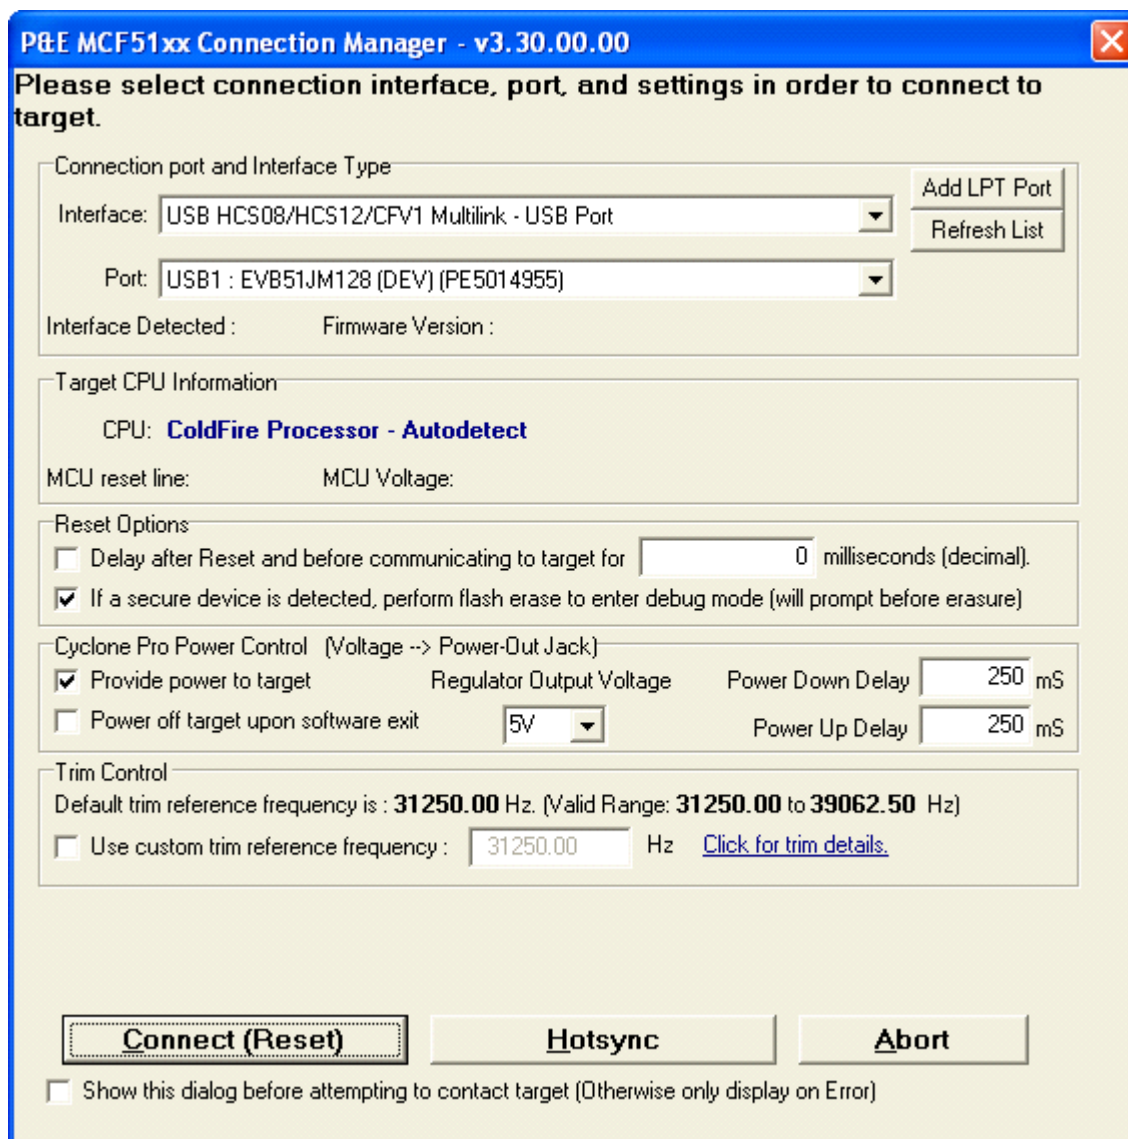 P&E MCF51xx Connection Manager - v3.30.00.00
Please select connection interface, port, and settings in order to connect to
target.
Connection port and Interface Type
Add LPT Port
Interface: USB HCS08/HCS12/CFV1 Multilink - USB Port
Refresh List
Port: USB1 : EVB51JM128 (DEV) (PE5014955)
Interface Detected : Firmware Version :
Target CPU Information
CPU: ColdFire Processor - Autodetect
MCU reset line: MCU Voltage:
Reset Options
Delay after Reset and before communicating to target for 0 milliseconds (decimal).
If a secure device is detected, perform flash erase to enter debug mode (will prompt before erasure)
Cyclone Pro Power Control (Voltage --> Power-Out Jack)
Provide power to target Regulator Output Voltage Power Down Delay 250 mS
Power off target upon software exit 5V Power Up Delay 250 mS
Trim Control
Default trim reference frequency is : 31250.00 Hz. (Valid Range: 31250.00 to 39062.50 Hz)
Use custom trim reference frequency : 31250.00 Hz Click for trim details.
Connect (Reset) Hotsync Abort
Show this dialog before attempting to contact target (Otherwise only display on Error)